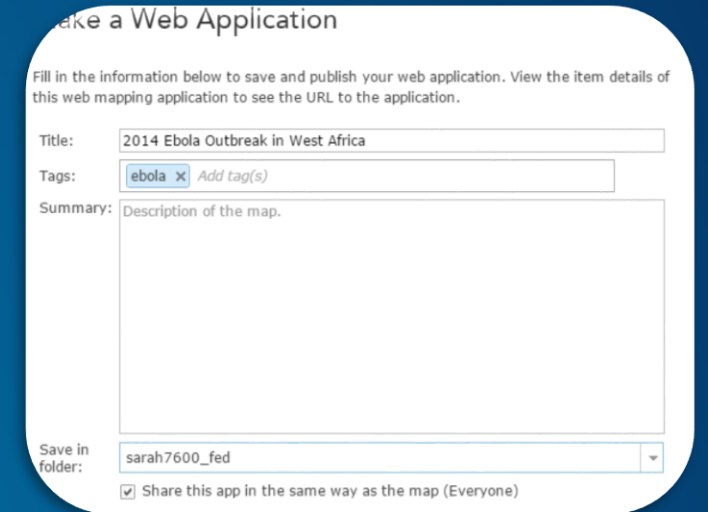 ake a Web Application
Fill in the information below to save and publish your web application. View the item details of
this web mapping application to see the URL to the application.
Title: 2014 Ebola Outbreak in West Africa
Tags: ebola x Add tag(s)
Summary: Description of the map.
Save in
folder: sarah7600_fed
Share this app in the same way as the map (Everyone)